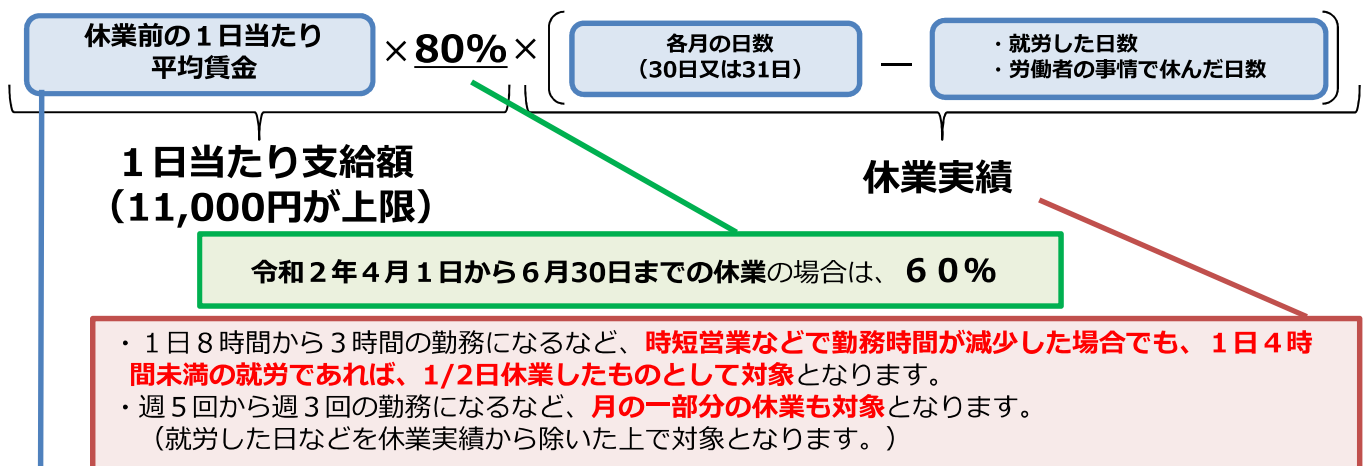 休業前の１日当たり
平均賃金
×80%×
各月の日数
（30日又は31日）
―
・就労した日数
・労働者の事情で休んだ日数
１日当たり支給額
（11,000円が上限）
休業実績
令和２年４月１日から６月30日までの休業の場合は、６０％
・１日８時間から３時間の勤務になるなど、時短営業などで勤務時間が減少した場合でも、１日４時
間未満の就労であれば、1/2日休業したものとして対象となります。
・週５回から週３回の勤務になるなど、月の一部分の休業も対象となります。
（就労した日などを休業実績から除いた上で対象となります。）